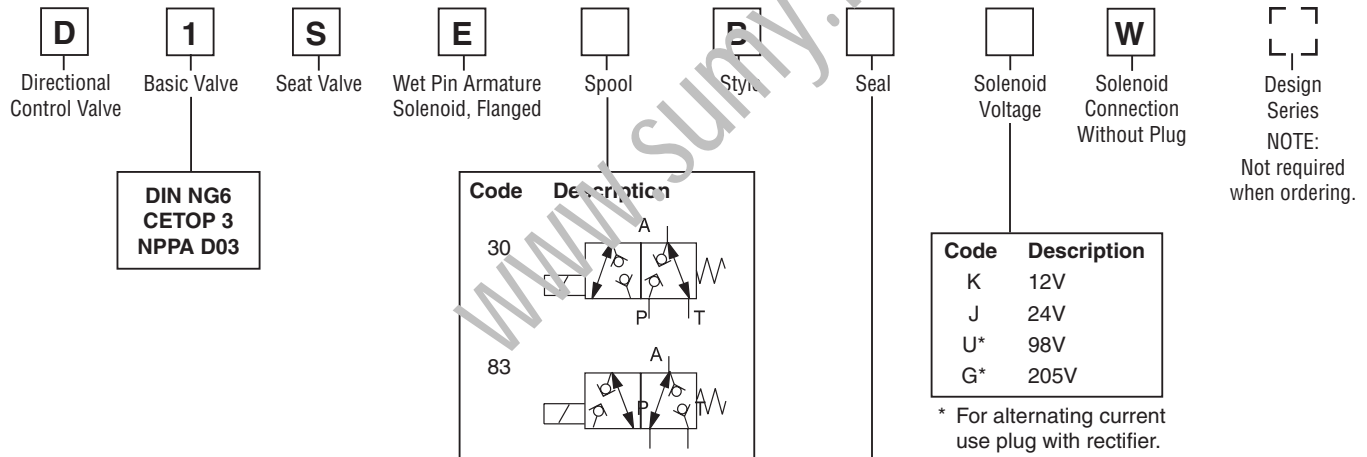 D 1 S E B W
Directional
Control Valve
Basic Valve
Seat Valve
Wet Pin Armature
Solenoid, Flanged
Spool
Style
Seal
Solenoid
Voltage
Solenoid
Connection
Without Plug
Design
Series
NOTE:
Not required
when ordering.
DIN NG6
CETOP 3
NPPA D03
Code Description
30
A
P T
83
A
P T
Code Description
K 12V
J 24V
U* 98V
G* 205V
* For alternating current
use plug with rectifier.